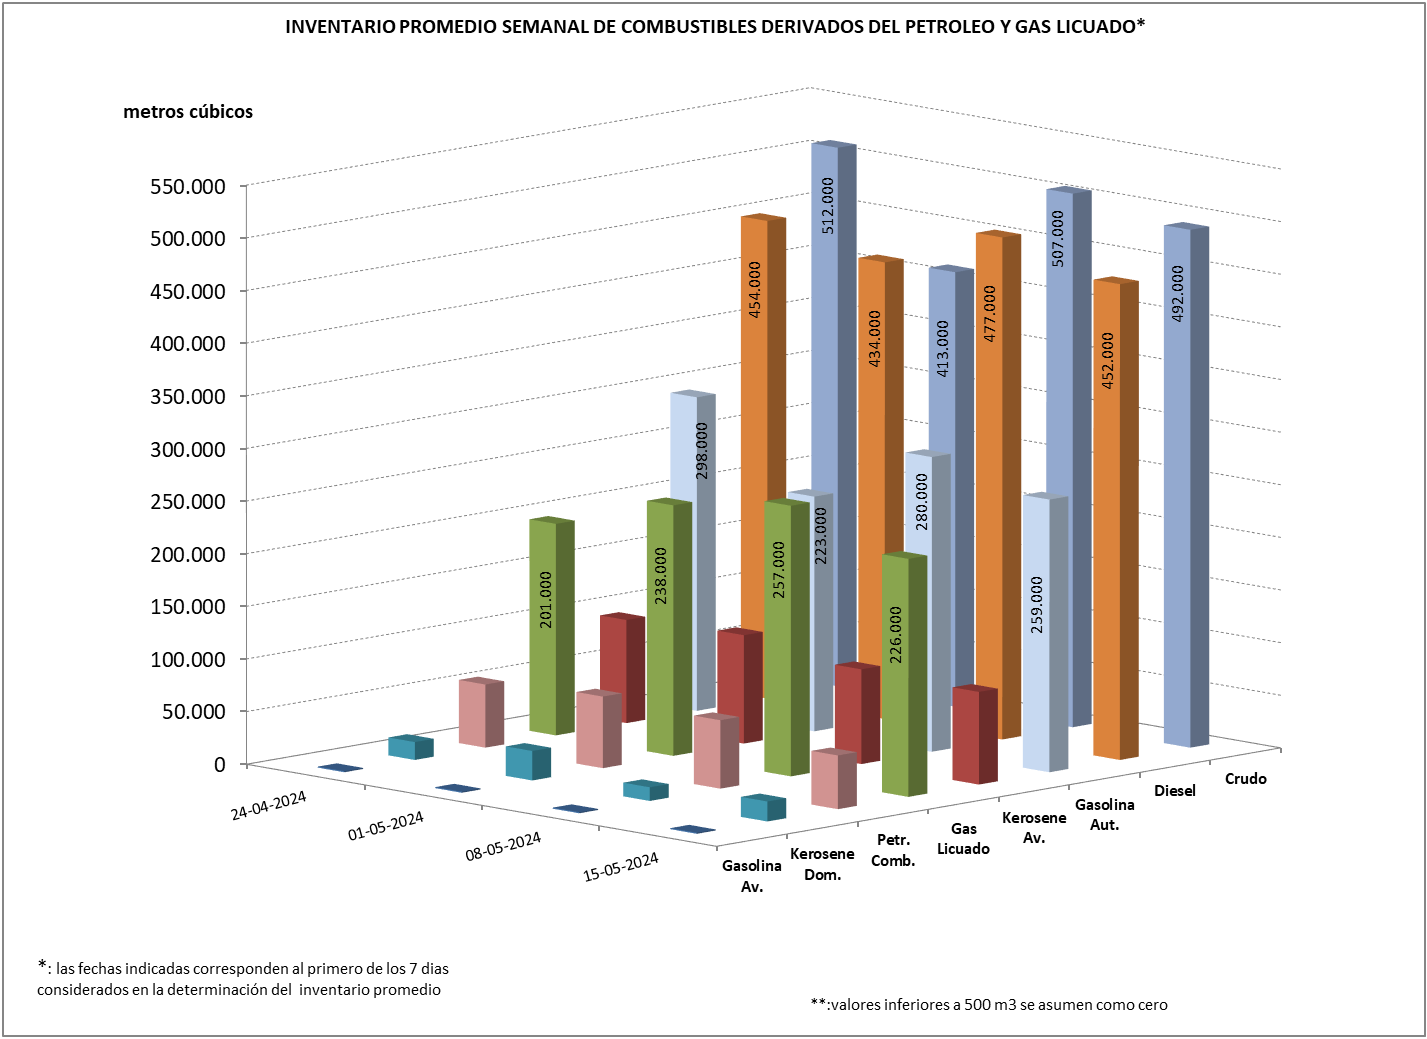 INVENTARIO PROMEDIO SEMANAL DE COMBUSTIBLES DERIVADOS DEL PETROLEO Y GAS LICUADO*
metros cúbicos
550.000
500.000
450.000
400.000
350.000
300.000
250.000
200.000
150.000
100.000
50.000
0
512.000
454.000
507.000
492.000
434.000
413.000
477.000
452.000
298.000
223.000
280.000
259.000
201.000
238.000
257.000
226.000
24-04-2024
01-05-2024
08-05-2024
15-05-2024
Gasolina
Av.
Kerosene
Dom.
Petr.
Comb.
Gas
Licuado
Kerosene
Av.
Gasolina
Aut.
Diesel
Crudo
*: las fechas indicadas corresponden al primero de los 7 dias
considerados en la determinación del inventario promedio
**:valores inferiores a 500 m3 se asumen como cero